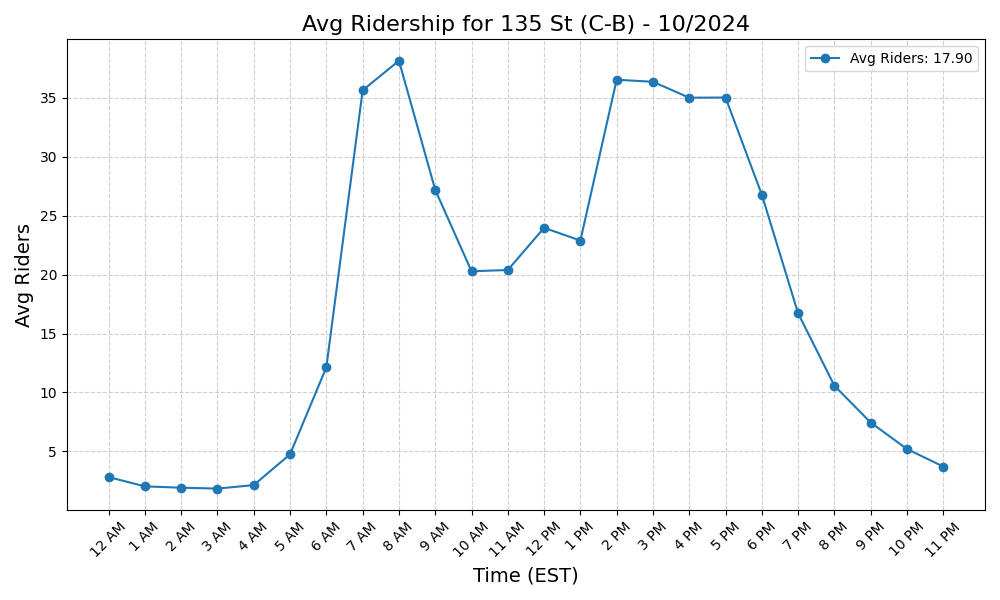 Avg Ridership for 135 St (C-B) - 10/2024
Avg Riders: 17.90
Avg Riders
35
30
25
20
15
10
5
12 AM
1 AM
2 AM
3 AM
4 AM
5 AM
6 AM
7 AM
8 AM
9 AM
10 AM
11 AM
12 PM
1 PM
2 PM
3 PM
4 PM
5 PM
6 PM
7 PM
8 PM
9 PM
10 PM
11 PM
Time (EST)